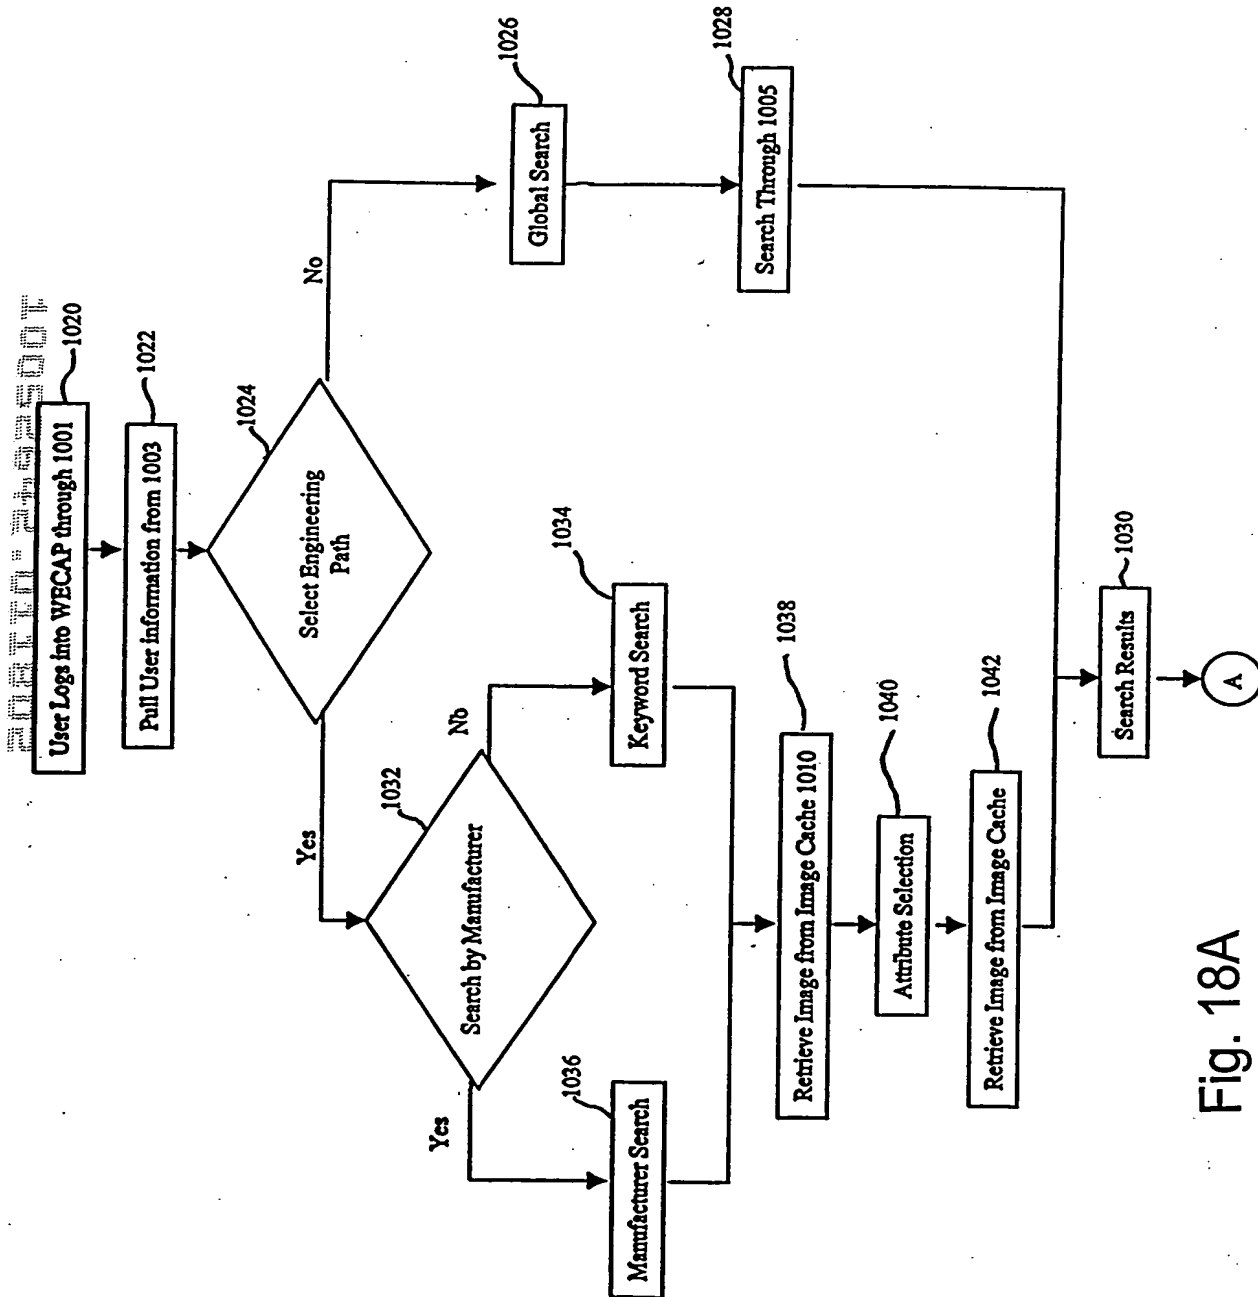 User Logs into WECAP through 1001
1020
Pull User information from 1003
1022
Select Engineering
Path
1024
Yes
No
Search by Manufacturer
1032
Global Search
1026
Yes
No
Manufacturer Search
1036
Keyword Search
1034
Search Through 1005
1028
Retrieve Image from Image Cache 1010
1038
Attribute Selection
1040
Retrieve Image from Image Cache
1042
Search Results
1030
A
Fig. 18A